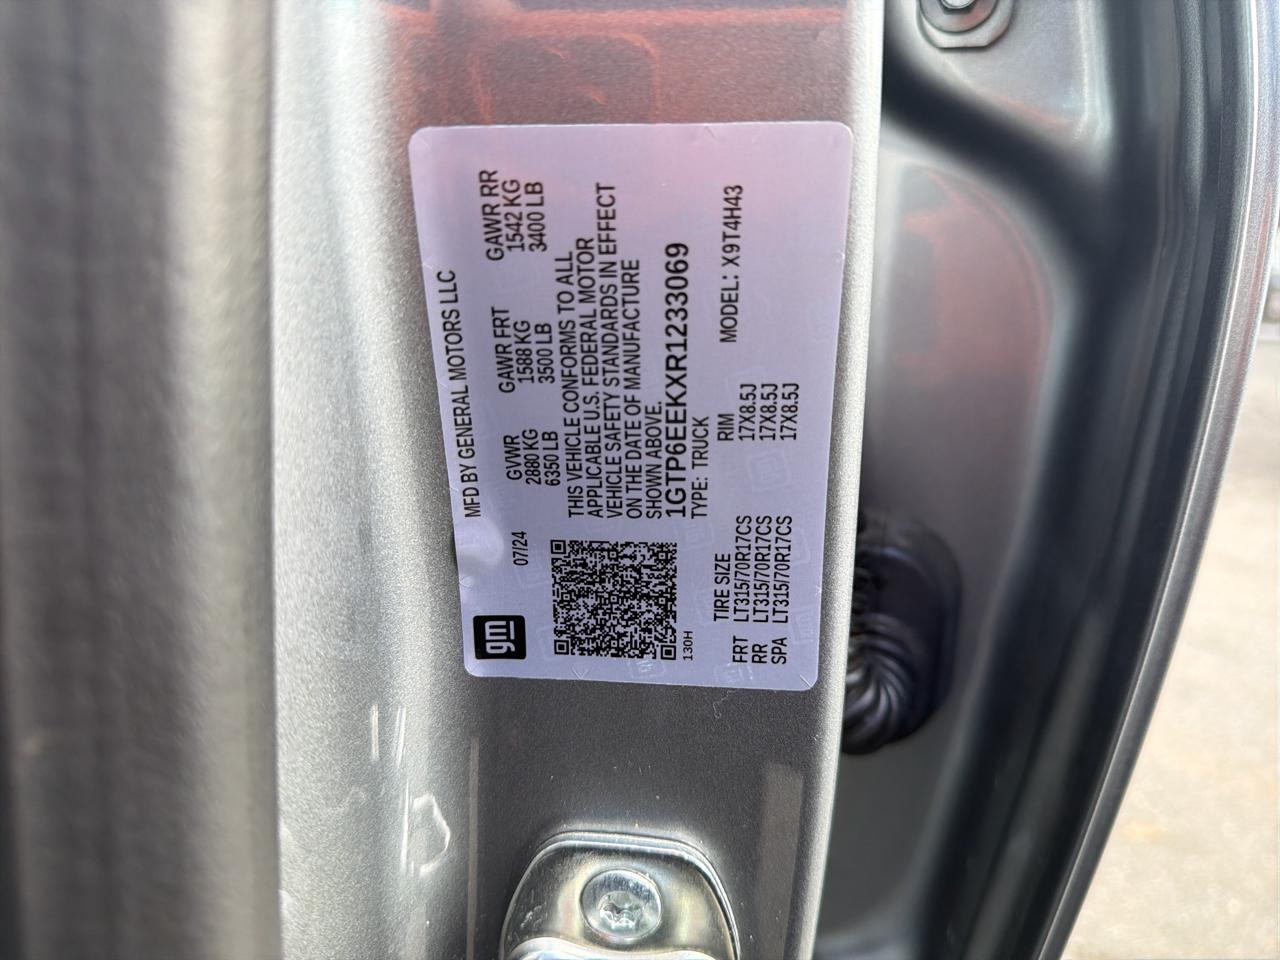 gm
MFD BY GENERAL MOTORS LLC
07/24
GVWR
2880 KG
6350 LB
GAWR FRT
1588 KG
3500 LB
GAWR RR
1542 KG
3400 LB
THIS VEHICLE CONFORMS TO ALL
APPLICABLE U.S. FEDERAL MOTOR
VEHICLE SAFETY STANDARDS IN EFFECT
ON THE DATE OF MANUFACTURE
SHOWN ABOVE.
1GTP6EEKXR1233069
TYPE: TRUCK
MODEL: X9T4H43
130H
TIRE SIZE RIM
FRT LT315/70R17CS 17X8.5J
RR LT315/70R17CS 17X8.5J
SPA LT315/70R17CS 17X8.5J